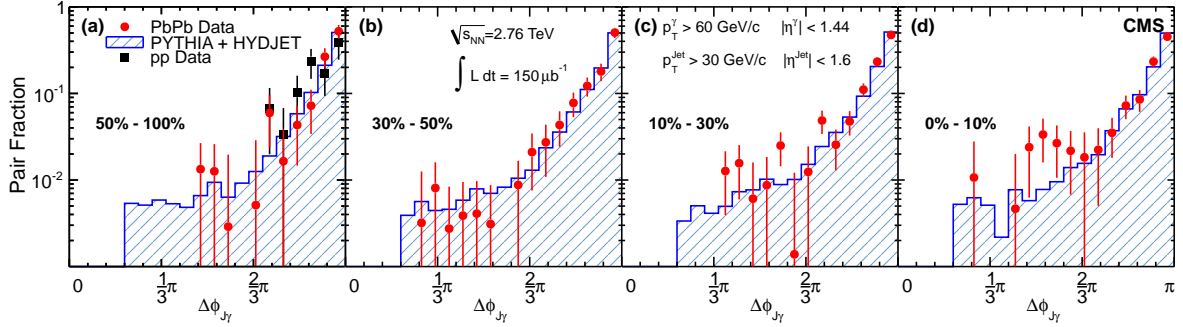 (a)
PbPb Data
PYTHIA + HYDJET
pp Data
50% - 100%
(b)
√s_NN = 2.76 TeV
∫ L dt = 150 μb⁻¹
30% - 50%
(c)
p_T^γ > 60 GeV/c |η^γ| < 1.44
p_T^Jet > 30 GeV/c |η^Jet| < 1.6
10% - 30%
(d)
CMS
0% - 10%
Pair Fraction
1
10⁻¹
10⁻²
0 1/3π 2/3π 0 1/3π 2/3π 0 1/3π 2/3π 0 1/3π 2/3π π
Δϕ_Jγ Δϕ_Jγ Δϕ_Jγ Δϕ_Jγ